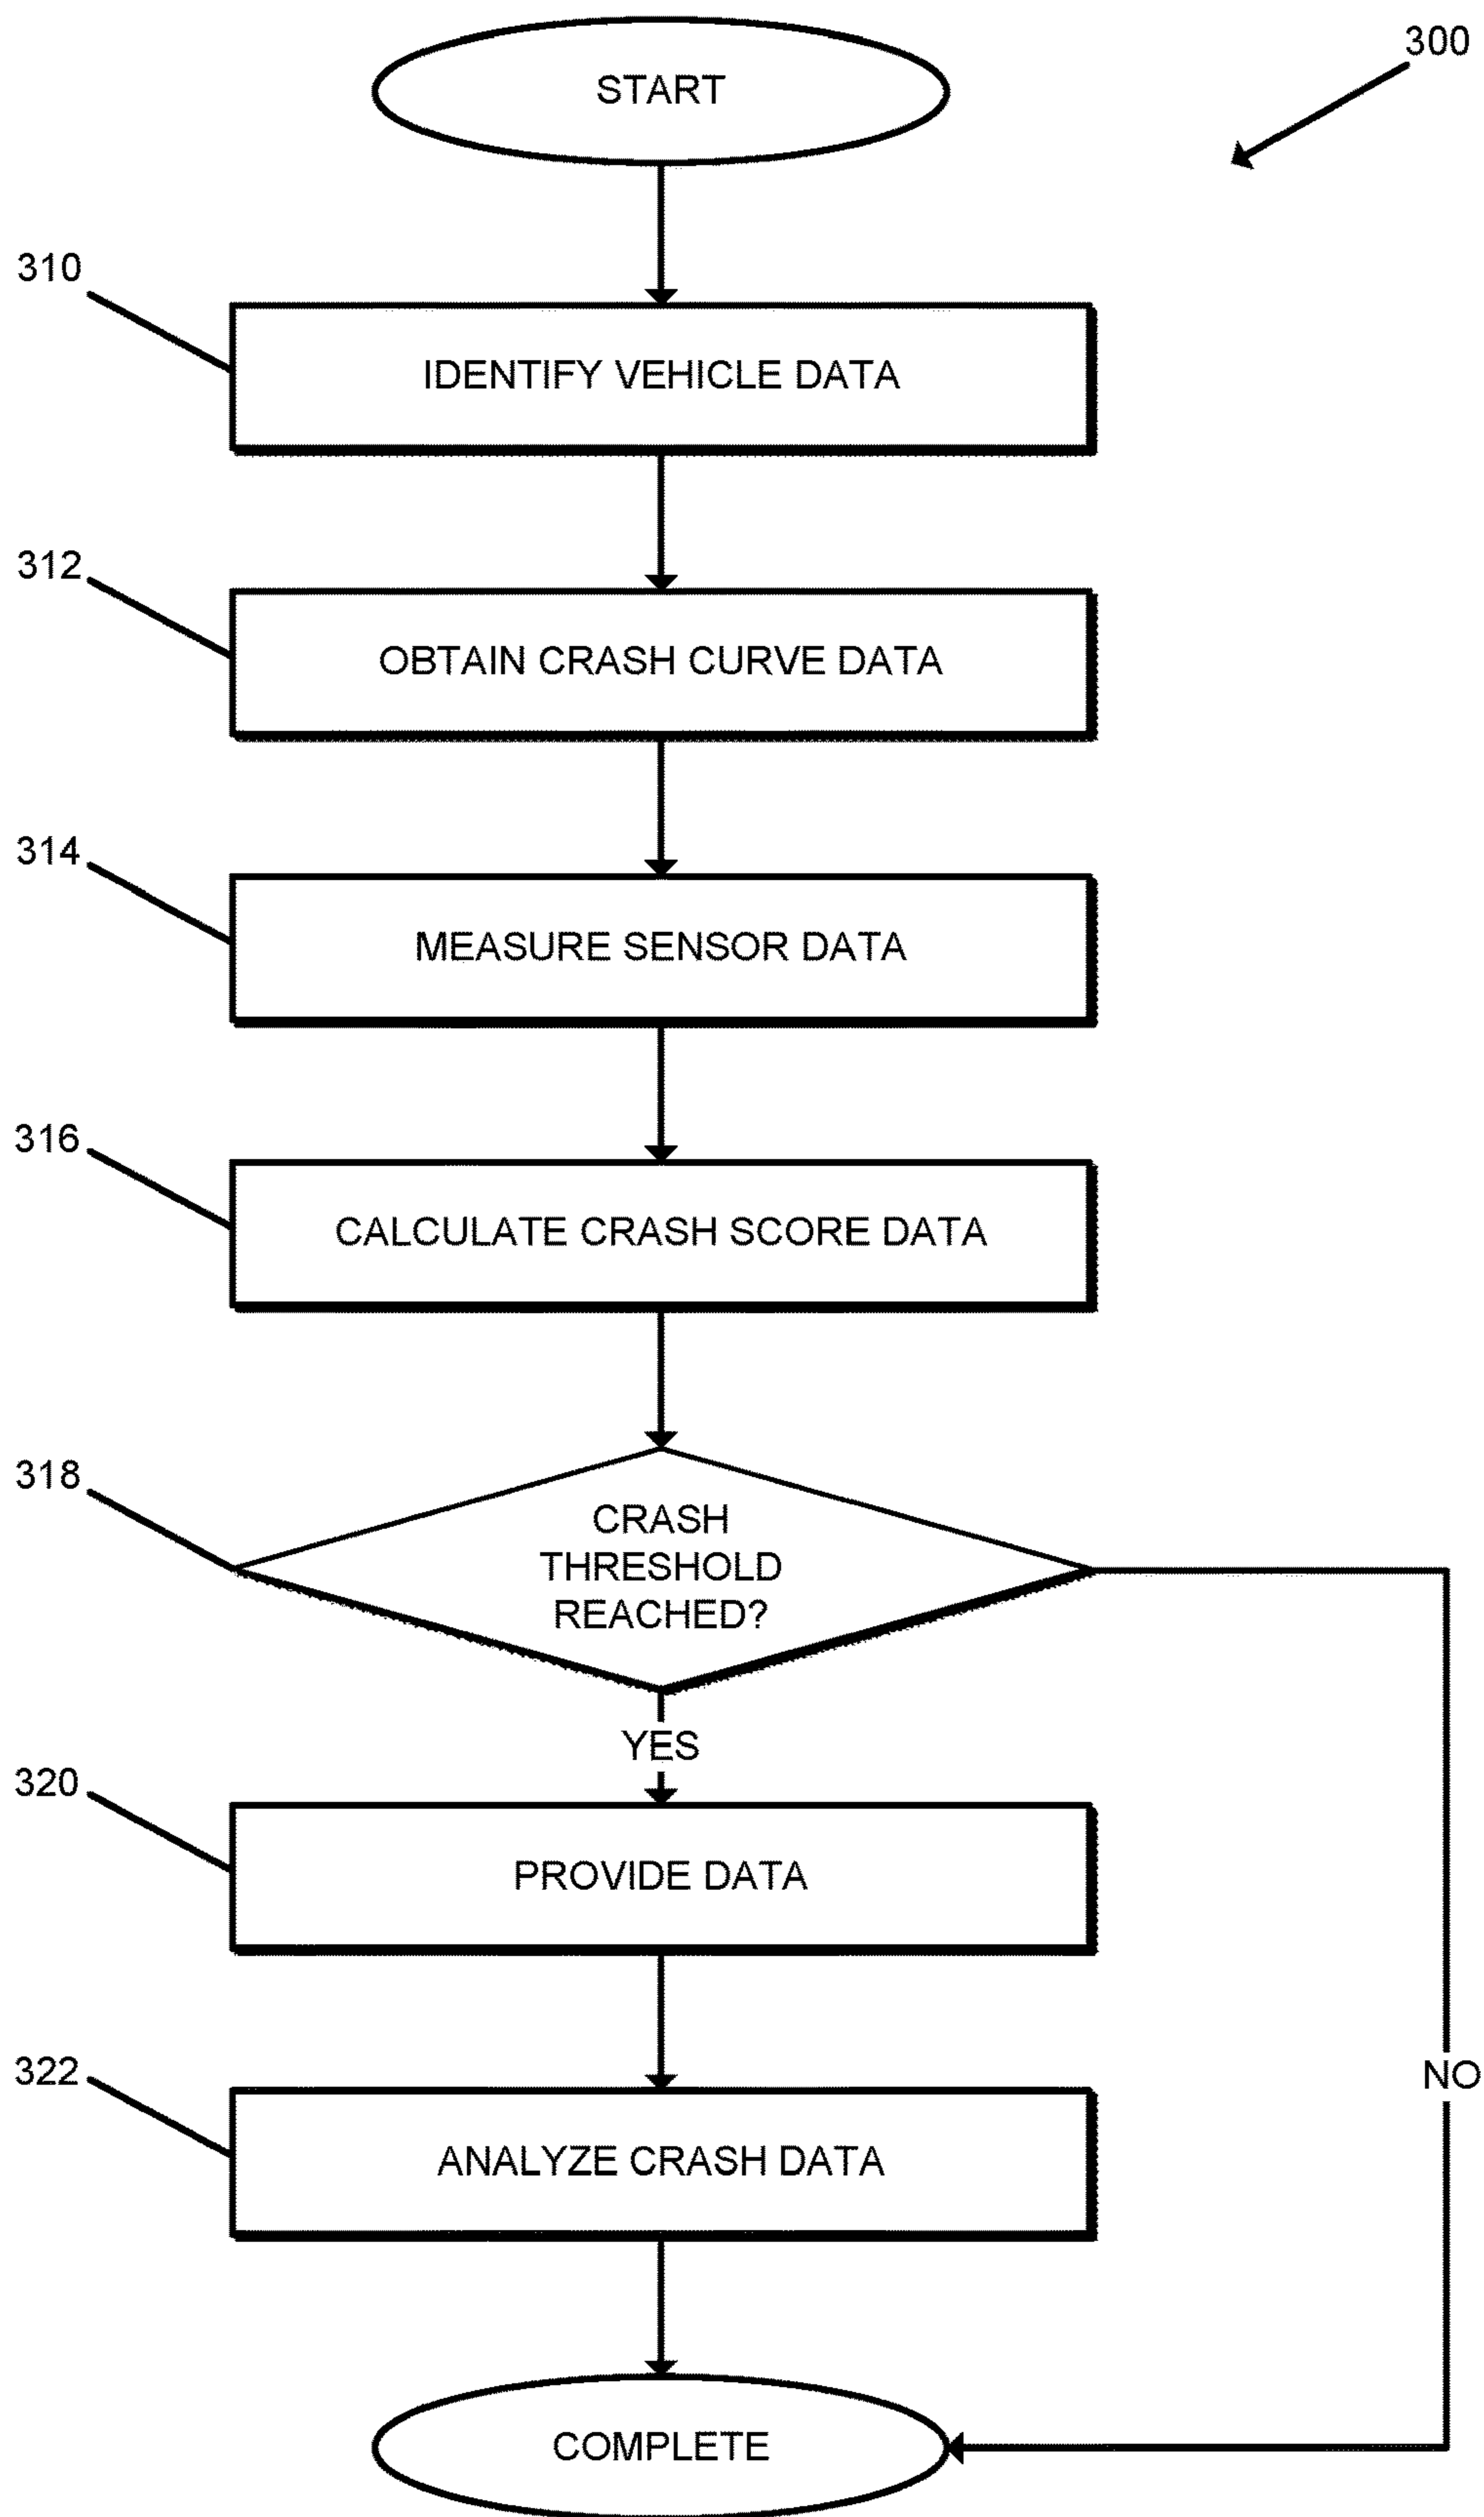 START
300
310
IDENTIFY VEHICLE DATA
312
OBTAIN CRASH CURVE DATA
314
MEASURE SENSOR DATA
316
CALCULATE CRASH SCORE DATA
318
CRASH
THRESHOLD
REACHED?
YES
320
PROVIDE DATA
322
NO
ANALYZE CRASH DATA
COMPLETE